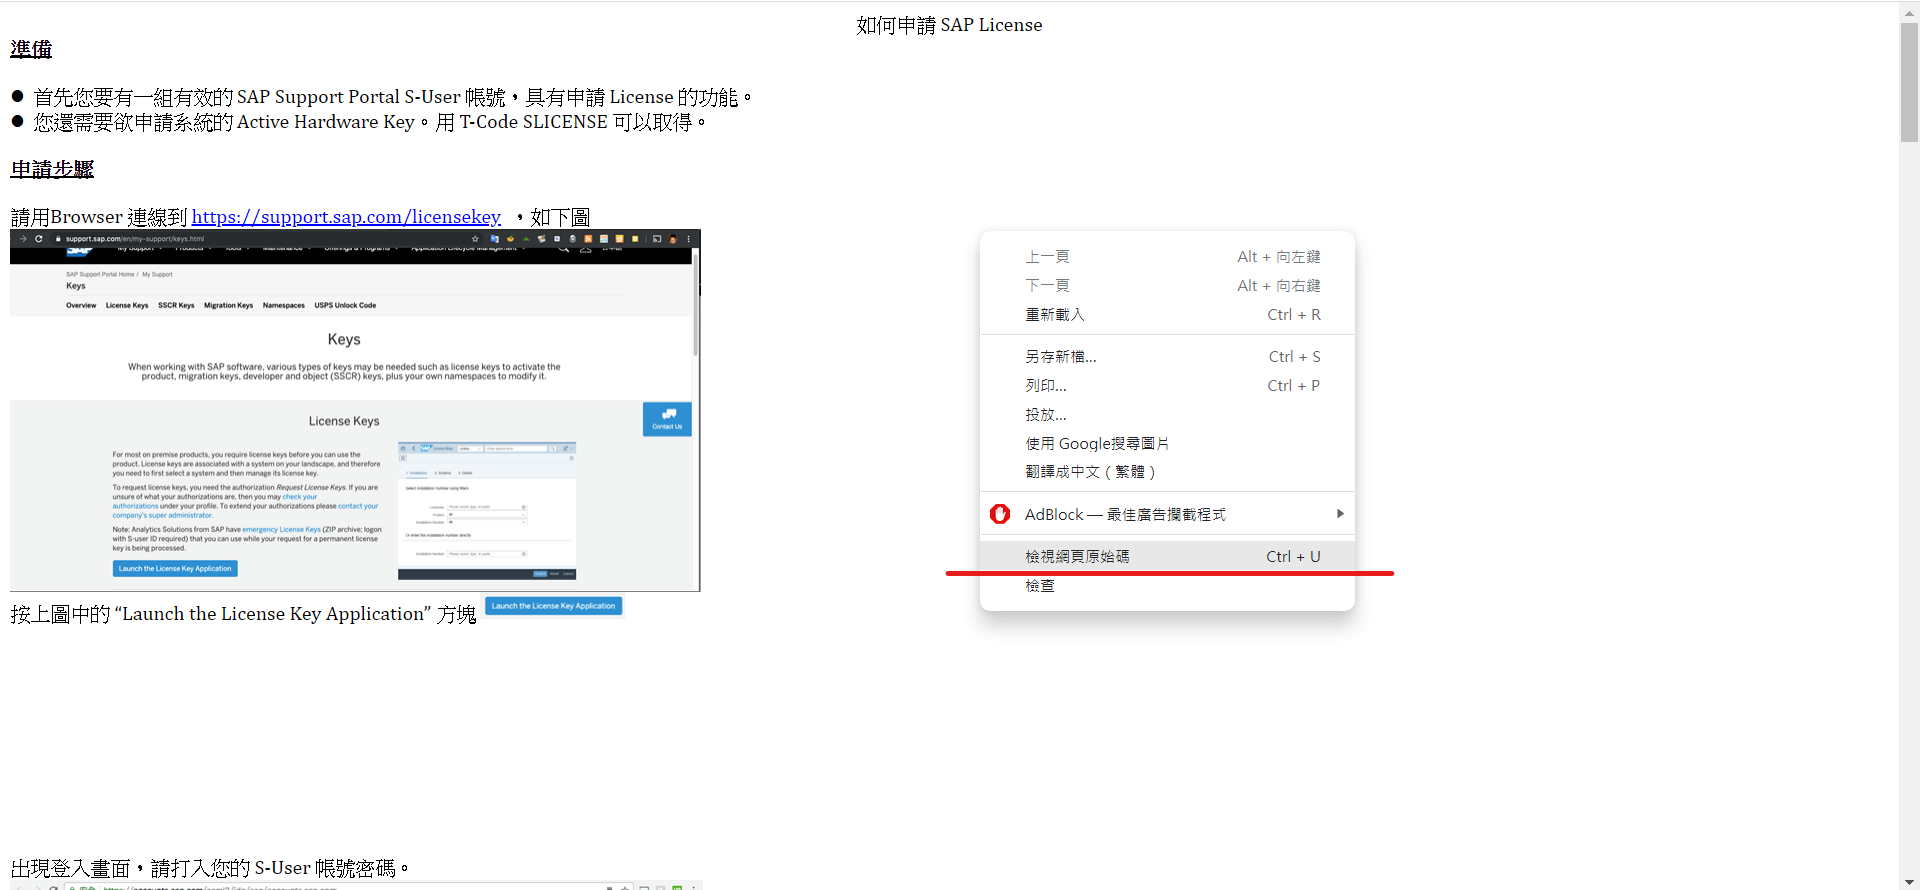 如何申請 SAP License
準備
● 首先您要有一組有效的 SAP Support Portal S-User 帳號，具有申請 License 的功能。
● 您還需要欲申請系統的 Active Hardware Key。用 T-Code SLICENSE 可以取得。
申請步驟
請用Browser 連線到 https://support.sap.com/licensekey ，如下圖
support.sap.com/en/my-support/keys.html
SAP Support Portal Home / My Support
Keys
Overview License Keys SSCR Keys Migration Keys Namespaces USPS Unlock Code
Keys
When working with SAP software, various types of keys may be needed such as license keys to activate the
product, migration keys, developer and object (SSCR) keys, plus your own namespaces to modify it.
Contact Us
License Keys
For most on premise products, you require license keys before you can use the
product. License keys are associated with a system on your landscape, and therefore
you need to first select a system and then manage its license key.
To request license keys, you need the authorization Request License Keys. If you are
unsure of what your authorizations are, then you may check your
authorizations under your profile. To extend your authorizations please contact your
company's super administrator.
Note: Analytics Solutions from SAP have emergency License Keys (ZIP archive; logon
with S-user ID required) that you can use while your request for a permanent license
key is being processed.
Launch the License Key Application
Select installation number using filters
Or enter the installation number directly
按上圖中的 “Launch the License Key Application” 方塊 Launch the License Key Application
出現登入畫面，請打入您的 S-User 帳號密碼。
上一頁 Alt + 向左鍵
下一頁 Alt + 向右鍵
重新載入 Ctrl + R
另存新檔... Ctrl + S
列印... Ctrl + P
投放...
使用 Google搜尋圖片
翻譯成中文（繁體）
AdBlock — 最佳廣告攔截程式
檢視網頁原始碼 Ctrl + U
檢查